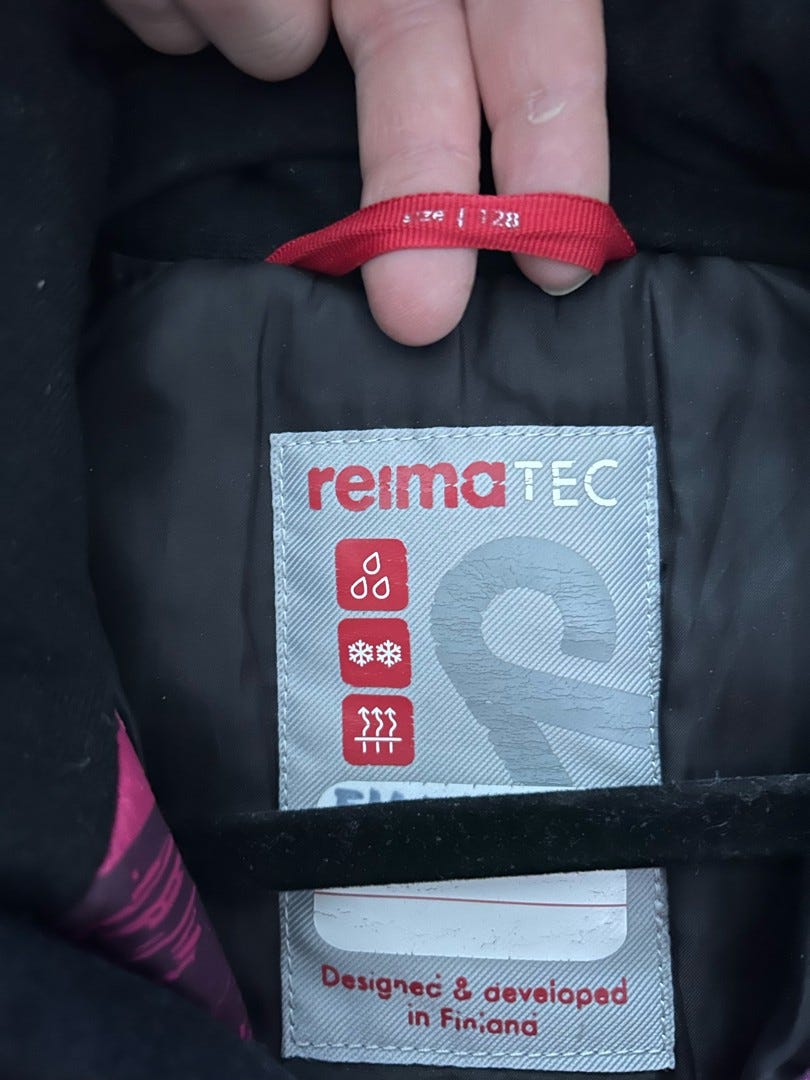 size | 128
reimaTEC
Designed & developed
in Finland